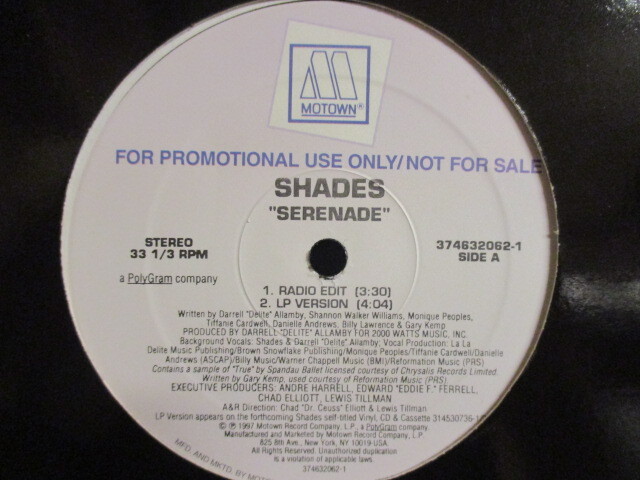 MOTOWN®
FOR PROMOTIONAL USE ONLY/NOT FOR SALE
SHADES
"SERENADE"
STEREO
33 1/3 RPM
374632062-1
SIDE A
a PolyGram company
1. RADIO EDIT (3:30)
2. LP VERSION (4:04)
Written by Darrell "Delite" Allamby, Shannon Walker Williams, Monique Peoples,
Tiffanie Cardwell, Danielle Andrews, Billy Lawrence & Gary Kemp
PRODUCED BY DARRELL "DELITE" ALLAMBY FOR 2000 WATTS MUSIC, INC.
Background Vocals: Shades & Garrell "Delite" Allamby: Vocal Production: La La
Delite Music Publishing/Brown Snowflake Publishing/Monique Peoples/Tiffanie Cardwell/Danielle
Andrews (ASCAP)/Billy Music/Warner Chappell Music (BMI)/Reformation Music (PRS)
Contains a sample of "True" by Spandau Ballet licensed courtesy of Chrysalis Records Limited.
Written by Gary Kemp, used courtesy of Reformation Music (PRS)
EXECUTIVE PRODUCERS: ANDRE HARRELL, EDWARD "EDDIE F." FERRELL,
CHAD ELLIOTT, LEWIS TILLMAN
A&R Direction: Chad "Dr. Ceuss" Elliott & Lewis Tillman
LP Version appears on the forthcoming Shades self-titled Vinyl, CD & Cassette 314530736-1/
© ℗ 1997 Motown Record Company, L.P., a PolyGram company.
Manufactured and Marketed by Motown Record Company, L.P.
825 8th Ave., New York, NY 10019-USA.
All Rights Reserved. Unauthorized duplication
is a violation of applicable laws.
374632062-1
MFD. AND MKTD. BY MOT